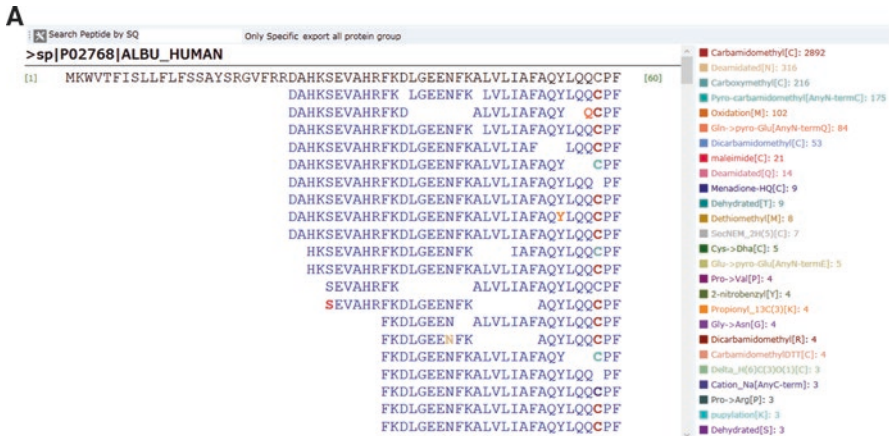 A
Search Peptide by SQ Only Specific export all protein group
>sp|P02768|ALBU_HUMAN
[1] MKWVTFISLLFLFSSAYSRGVFRRDAHKSEVAHRFKDLGEENFKALVLIAFAQYLQQCPF [60]
DAHKSEVAHRFK LGEENFK LVLIAFAQYLQQCPF
DAHKSEVAHRFKD ALVLIAFAQY QCPF
DAHKSEVAHRFKDLGEENFK LVLIAFAQYLQQCPF
DAHKSEVAHRFKDLGEENFKALVLIAF LQQCPF
DAHKSEVAHRFKDLGEENFKALVLIAFAQY CPF
DAHKSEVAHRFKDLGEENFKALVLIAFAQYLQQ PF
DAHKSEVAHRFKDLGEENFKALVLIAFAQYLQQCPF
DAHKSEVAHRFKDLGEENFKALVLIAFAQYLQQCPF
DAHKSEVAHRFKDLGEENFKALVLIAFAQYLQQCPF
HKSEVAHRFKDLGEENFK IAFAQYLQQCPF
HKSEVAHRFKDLGEENFKALVLIAFAQYLQQCPF
SEVAHRFK ALVLIAFAQYLQQCPF
SEVAHRFKDLGEENFK AQYLQQCPF
FKDLGEEN ALVLIAFAQYLQQCPF
FKDLGEENFK AQYLQQCPF
FKDLGEENFKALVLIAFAQY CPF
FKDLGEENFKALVLIAFAQYLQQ PF
FKDLGEENFKALVLIAFAQYLQQCPF
FKDLGEENFKALVLIAFAQYLQQCPF
FKDLGEENFKALVLIAFAQYLQQCPF
Carbamidomethyl[C]: 2892
Deamidated[N]: 316
Carboxymethyl[C]: 216
Pyro-carbamidomethyl[AnyN-termC]: 175
Oxidation[M]: 102
Gln->pyro-Glu[AnyN-termQ]: 84
Dicarbamidomethyl[C]: 53
maleimide[C]: 21
Deamidated[Q]: 14
Menadione-HQ[C]: 9
Dehydrated[T]: 9
Dethiomethyl[M]: 8
SecNEM_2H(5)[C]: 7
Cys->Dha[C]: 5
Glu->pyro-Glu[AnyN-termE]: 5
Pro->Val[P]: 4
2-nitrobenzyl[Y]: 4
Propionyl_13C(3)[K]: 4
Gly->Asn[G]: 4
Dicarbamidomethyl[R]: 4
CarbamidomethylDTT[C]: 4
Delta_H(6)C(3)O(1)[C]: 3
Cation_Na[AnyC-term]: 3
Pro->Arg[P]: 3
pupylation[K]: 3
Dehydrated[S]: 3